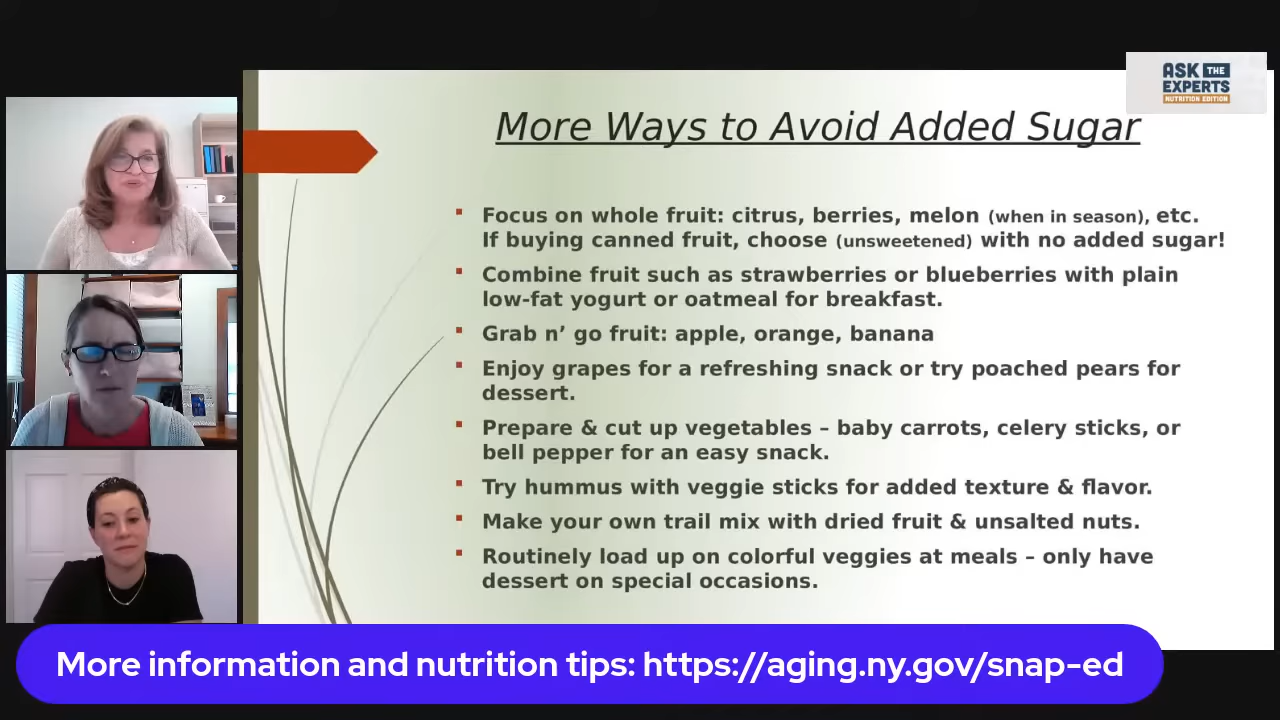 ASK THE
EXPERTS
NUTRITION EDITION
More Ways to Avoid Added Sugar
Focus on whole fruit: citrus, berries, melon (when in season), etc.
If buying canned fruit, choose (unsweetened) with no added sugar!
Combine fruit such as strawberries or blueberries with plain
low-fat yogurt or oatmeal for breakfast.
Grab n’ go fruit: apple, orange, banana
Enjoy grapes for a refreshing snack or try poached pears for
dessert.
Prepare & cut up vegetables – baby carrots, celery sticks, or
bell pepper for an easy snack.
Try hummus with veggie sticks for added texture & flavor.
Make your own trail mix with dried fruit & unsalted nuts.
Routinely load up on colorful veggies at meals – only have
dessert on special occasions.
More information and nutrition tips: https://aging.ny.gov/snap-ed